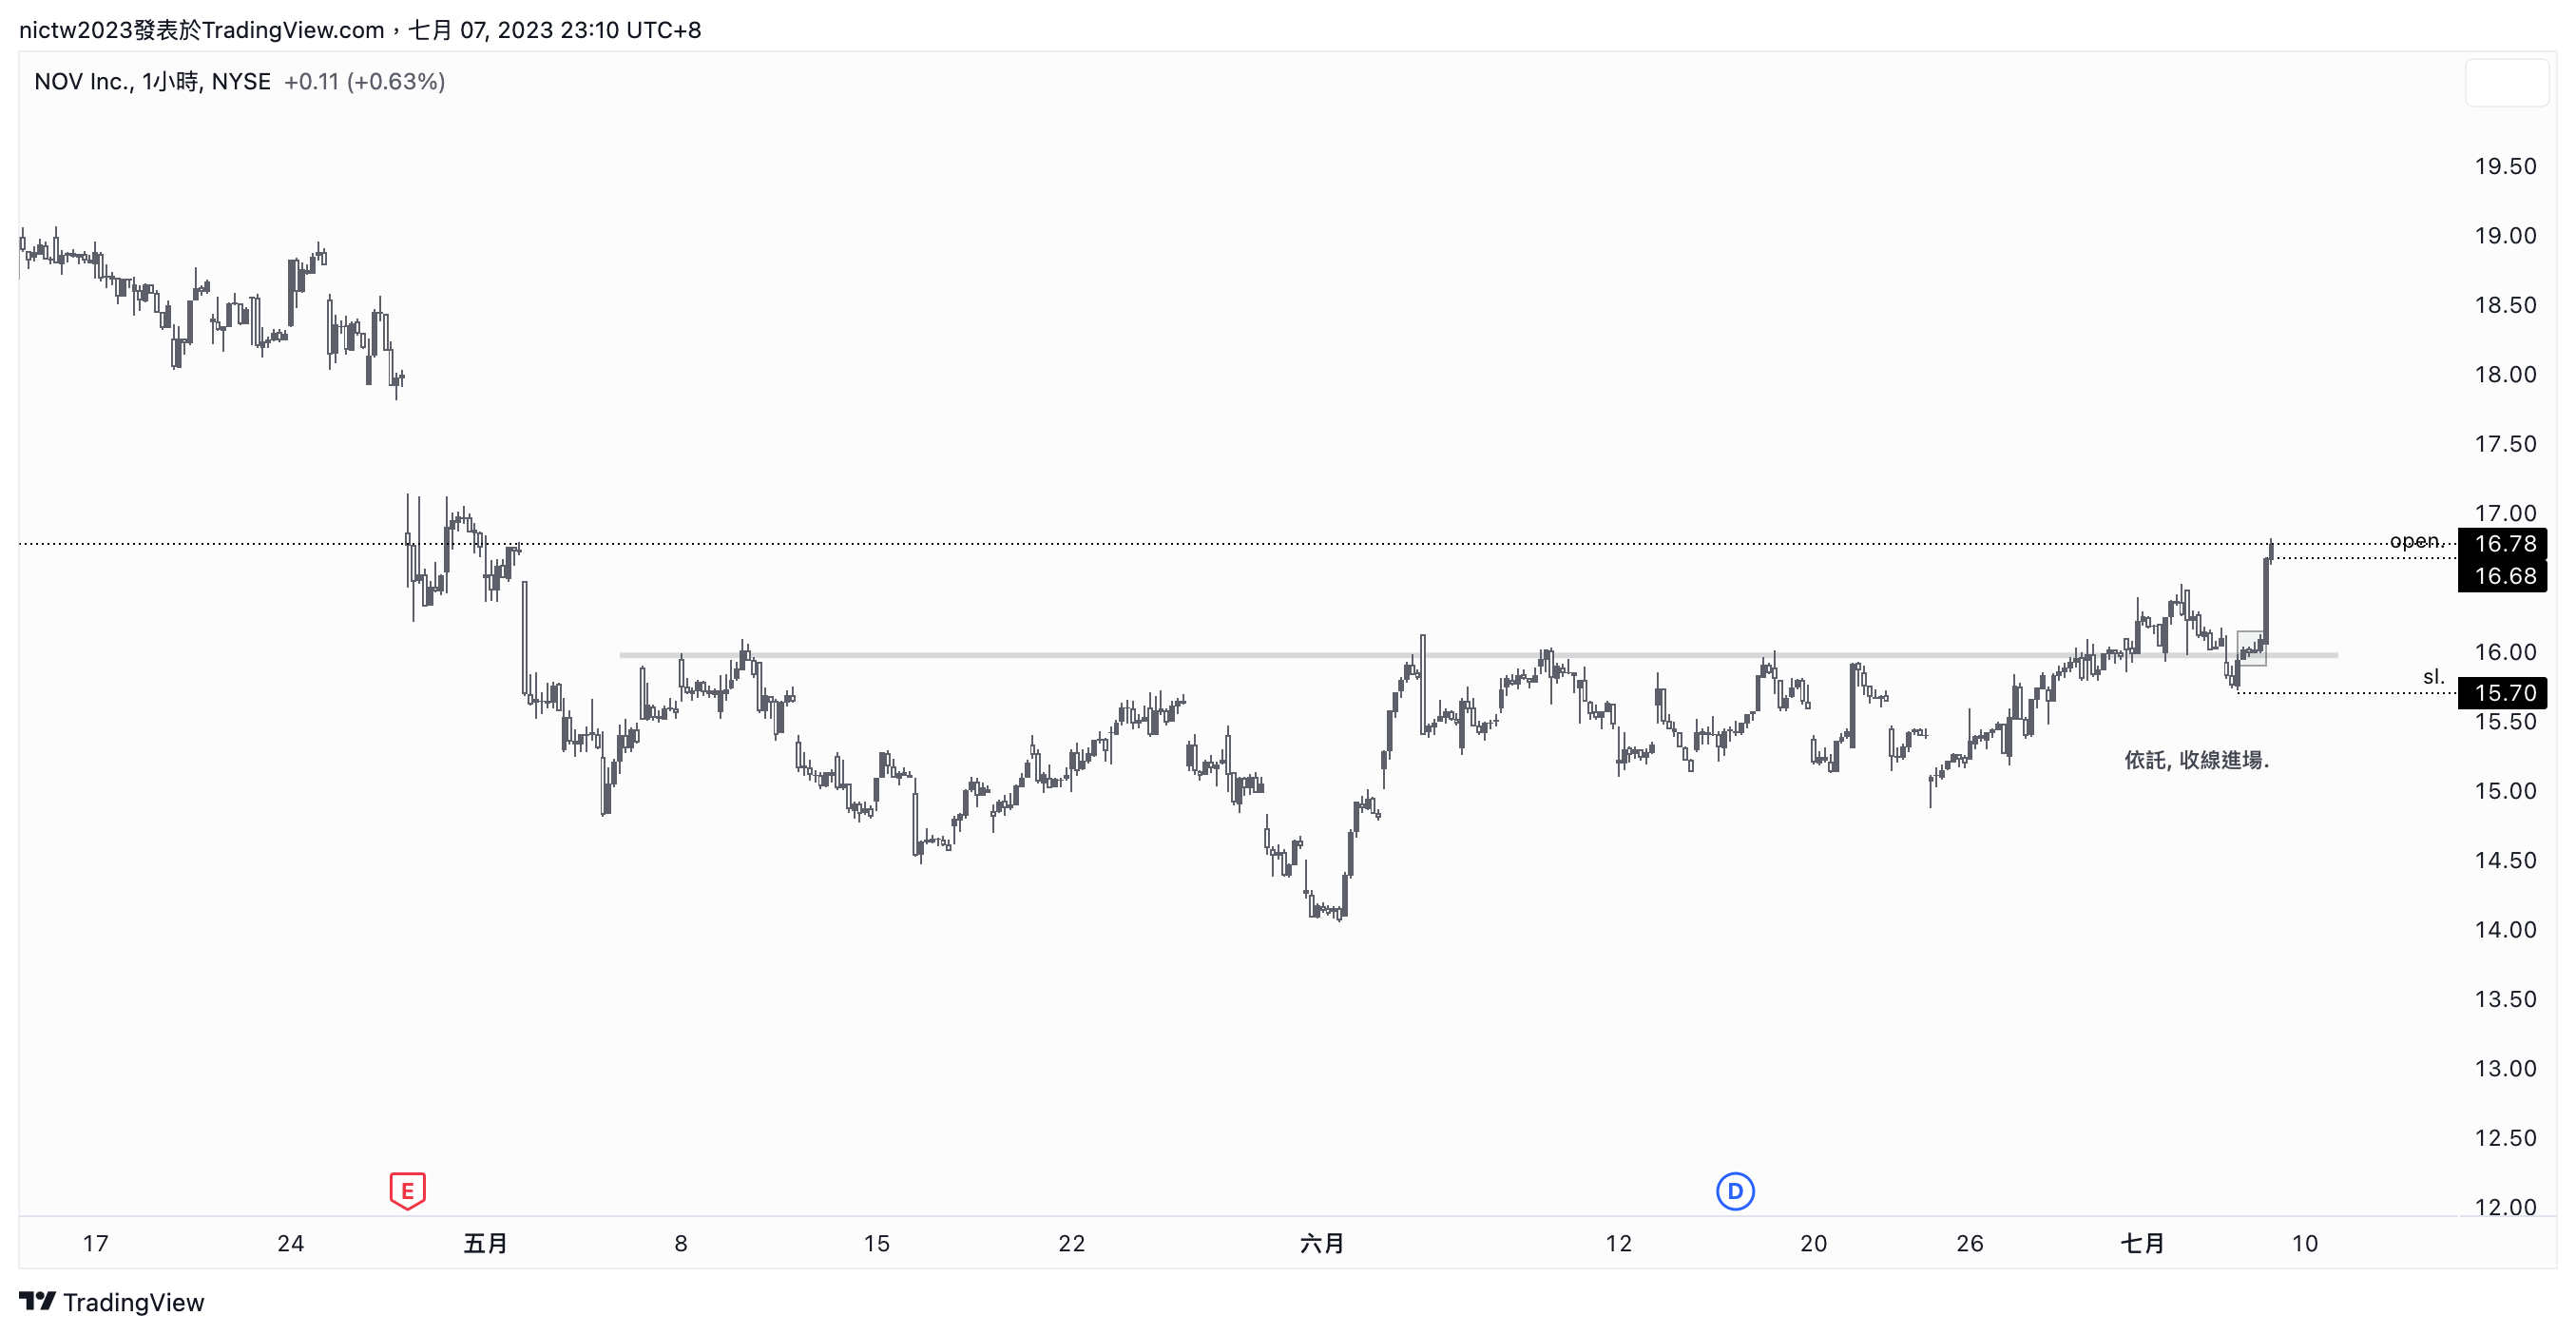 nictw2023發表於TradingView.com，七月 07, 2023 23:10 UTC+8
NOV Inc., 1小時, NYSE +0.11 (+0.63%)
19.50
19.00
18.50
18.00
17.50
17.00
open.
16.78
16.68
16.00
sl.
15.70
15.50
依託, 收線進場.
15.00
14.50
14.00
13.50
13.00
12.50
E
D
12.00
17 24 五月 8 15 22 六月 12 20 26 七月 10
TradingView